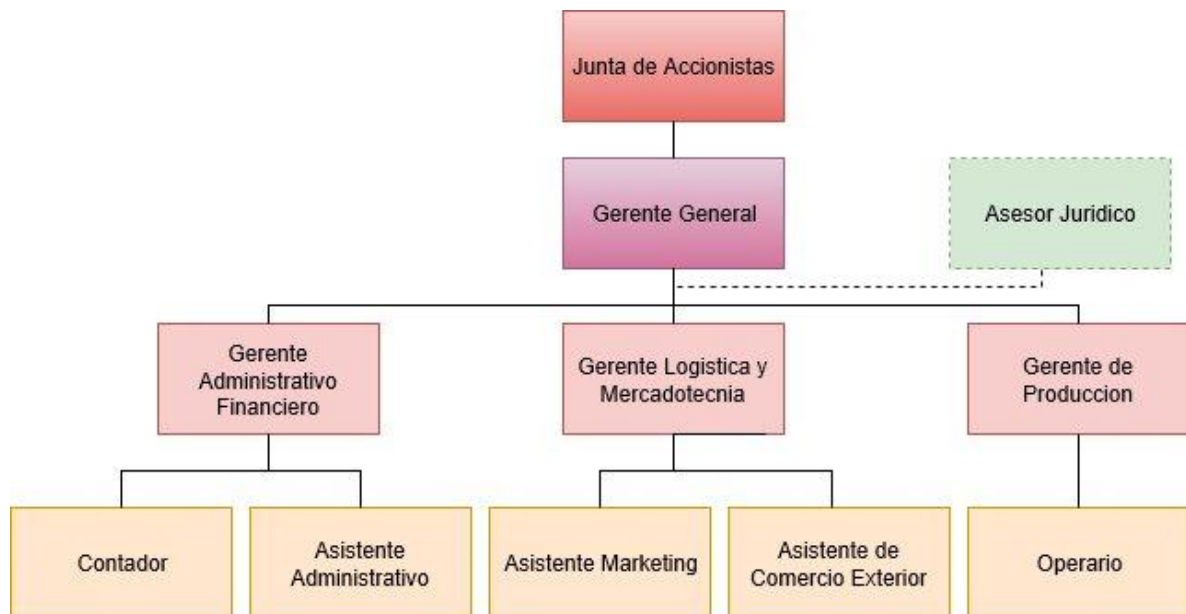 Junta de Accionistas
Gerente General
Asesor Juridico
Gerente
Administrativo
Financiero
Gerente Logistica y
Mercadotecnia
Gerente de
Produccion
Contador
Asistente
Administrativo
Asistente Marketing
Asistente de
Comercio Exterior
Operario